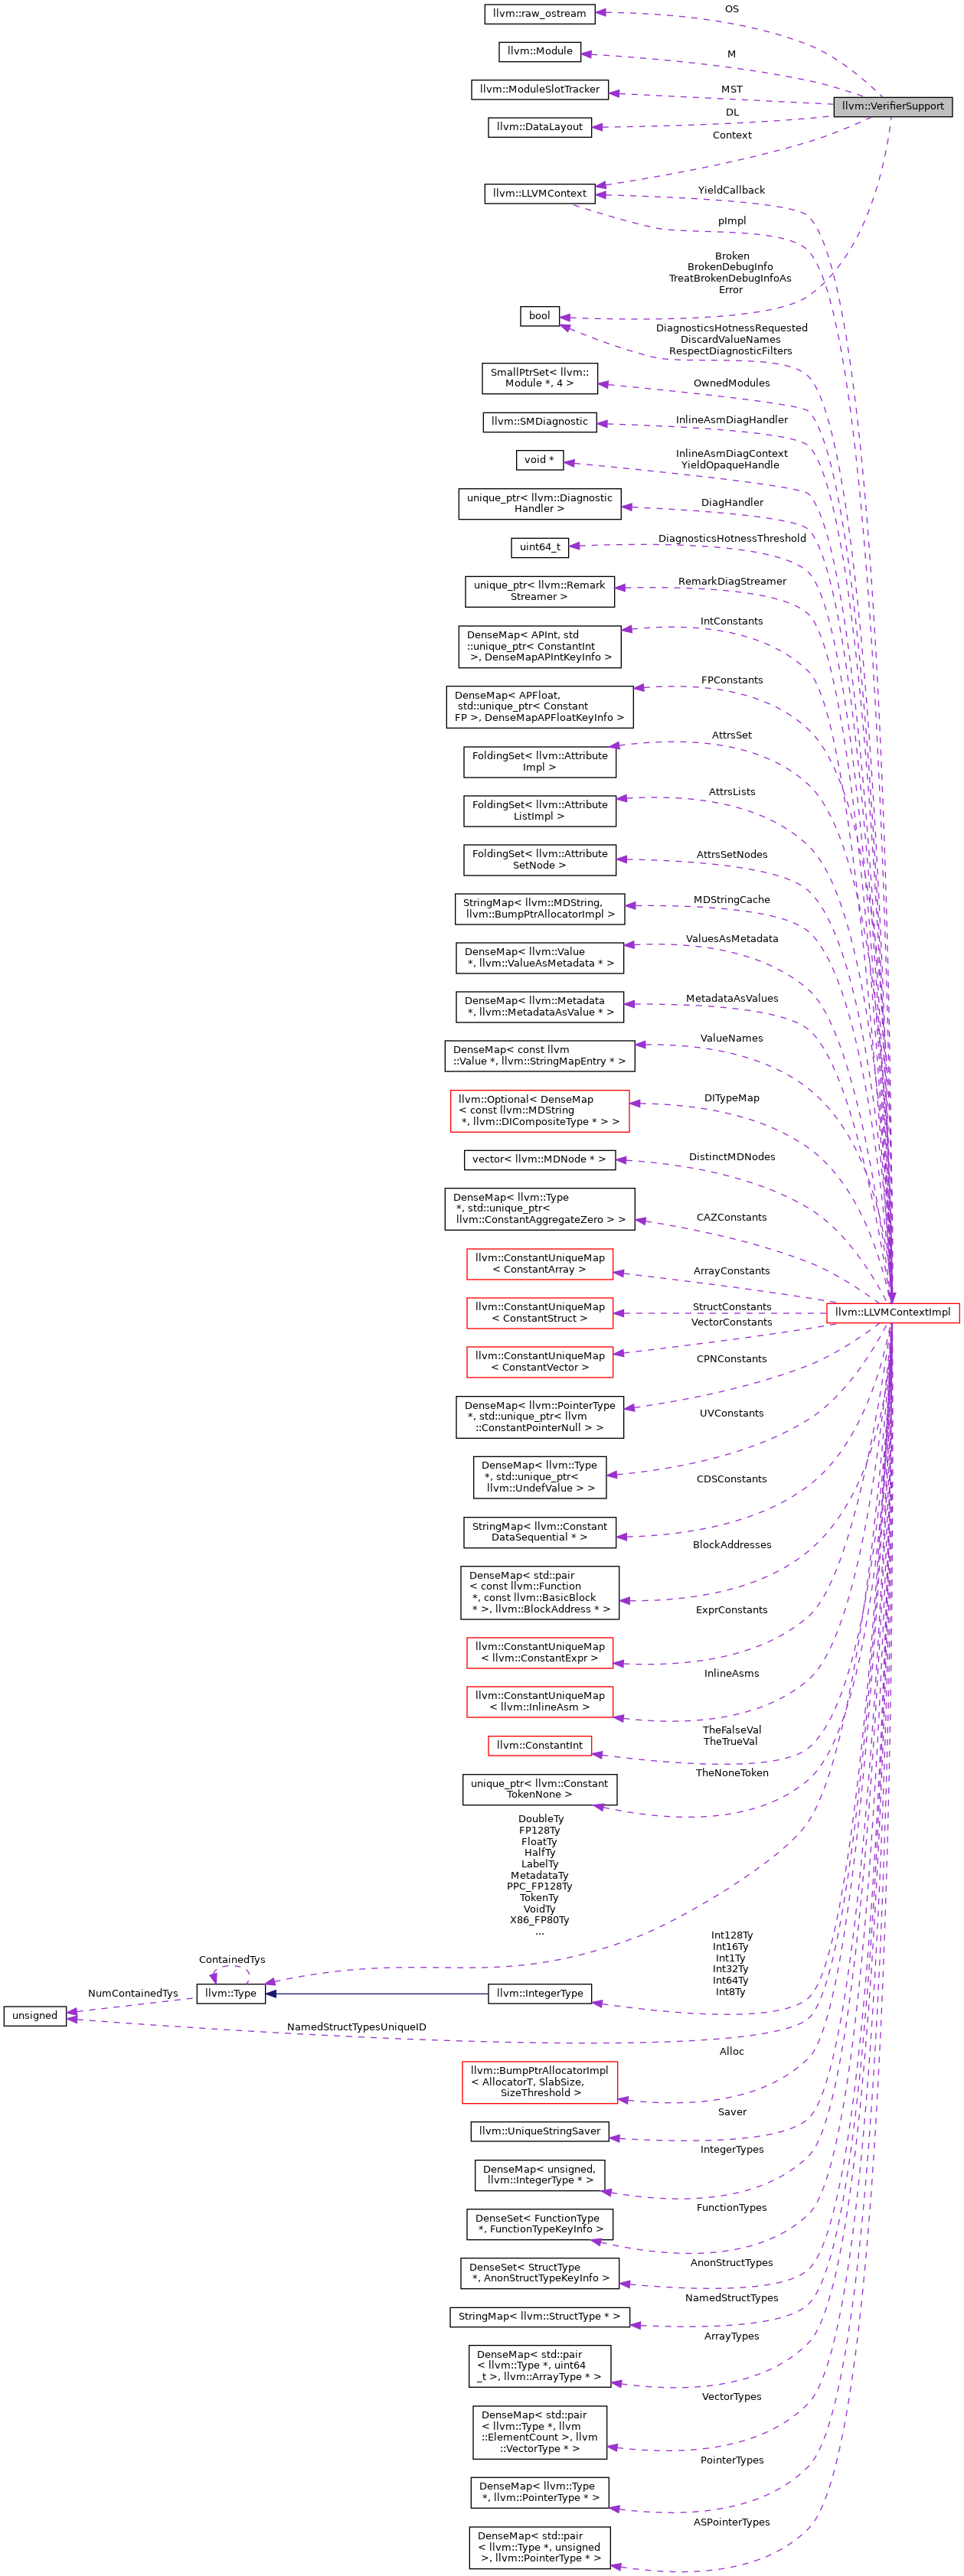 llvm::raw_ostream
OS
llvm::Module
M
llvm::ModuleSlotTracker
MST
llvm::VerifierSupport
DL
llvm::DataLayout
Context
llvm::LLVMContext
YieldCallback
pImpl
Broken
BrokenDebugInfo
TreatBrokenDebugInfoAs
Error
bool
DiagnosticsHotnessRequested
DiscardValueNames
RespectDiagnosticFilters
SmallPtrSet< llvm::
Module *, 4 >
OwnedModules
llvm::SMDiagnostic
InlineAsmDiagHandler
void *
InlineAsmDiagContext
YieldOpaqueHandle
unique_ptr< llvm::Diagnostic
Handler >
DiagHandler
uint64_t
DiagnosticsHotnessThreshold
unique_ptr< llvm::Remark
Streamer >
RemarkDiagStreamer
DenseMap< APInt, std
::unique_ptr< ConstantInt
>, DenseMapAPIntKeyInfo >
IntConstants
DenseMap< APFloat,
std::unique_ptr< Constant
FP >, DenseMapAPFloatKeyInfo >
FPConstants
FoldingSet< llvm::Attribute
Impl >
AttrsSet
FoldingSet< llvm::Attribute
ListImpl >
AttrsLists
FoldingSet< llvm::Attribute
SetNode >
AttrsSetNodes
StringMap< llvm::MDString,
llvm::BumpPtrAllocatorImpl >
MDStringCache
DenseMap< llvm::Value
*, llvm::ValueAsMetadata * >
ValuesAsMetadata
DenseMap< llvm::Metadata
*, llvm::MetadataAsValue * >
MetadataAsValues
DenseMap< const llvm
::Value *, llvm::StringMapEntry * >
ValueNames
llvm::Optional< DenseMap
< const llvm::MDString
*, llvm::DICompositeType * > >
DITypeMap
vector< llvm::MDNode * >
DistinctMDNodes
DenseMap< llvm::Type
*, std::unique_ptr<
llvm::ConstantAggregateZero > >
CAZConstants
llvm::ConstantUniqueMap
< ConstantArray >
ArrayConstants
llvm::LLVMContextImpl
llvm::ConstantUniqueMap
< ConstantStruct >
StructConstants
VectorConstants
llvm::ConstantUniqueMap
< ConstantVector >
CPNConstants
DenseMap< llvm::PointerType
*, std::unique_ptr< llvm
::ConstantPointerNull > >
UVConstants
DenseMap< llvm::Type
*, std::unique_ptr<
llvm::UndefValue > >
CDSConstants
StringMap< llvm::Constant
DataSequential * >
BlockAddresses
DenseMap< std::pair
< const llvm::Function
*, const llvm::BasicBlock
* >, llvm::BlockAddress * >
ExprConstants
llvm::ConstantUniqueMap
< llvm::ConstantExpr >
InlineAsms
llvm::ConstantUniqueMap
< llvm::InlineAsm >
TheFalseVal
TheTrueVal
llvm::ConstantInt
TheNoneToken
unique_ptr< llvm::Constant
TokenNone >
DoubleTy
FP128Ty
FloatTy
HalfTy
LabelTy
MetadataTy
PPC_FP128Ty
TokenTy
VoidTy
X86_FP80Ty
...
Int128Ty
Int16Ty
Int1Ty
Int32Ty
Int64Ty
Int8Ty
ContainedTys
NumContainedTys
llvm::Type
llvm::IntegerType
unsigned
NamedStructTypesUniqueID
Alloc
llvm::BumpPtrAllocatorImpl
< AllocatorT, SlabSize,
SizeThreshold >
Saver
llvm::UniqueStringSaver
IntegerTypes
DenseMap< unsigned,
llvm::IntegerType * >
FunctionTypes
DenseSet< FunctionType
*, FunctionTypeKeyInfo >
AnonStructTypes
DenseSet< StructType
*, AnonStructTypeKeyInfo >
NamedStructTypes
StringMap< llvm::StructType * >
ArrayTypes
DenseMap< std::pair
< llvm::Type *, uint64
_t >, llvm::ArrayType * >
VectorTypes
DenseMap< std::pair
< llvm::Type *, llvm
::ElementCount >, llvm
::VectorType * >
PointerTypes
DenseMap< llvm::Type
*, llvm::PointerType * >
ASPointerTypes
DenseMap< std::pair
< llvm::Type *, unsigned
>, llvm::PointerType * >